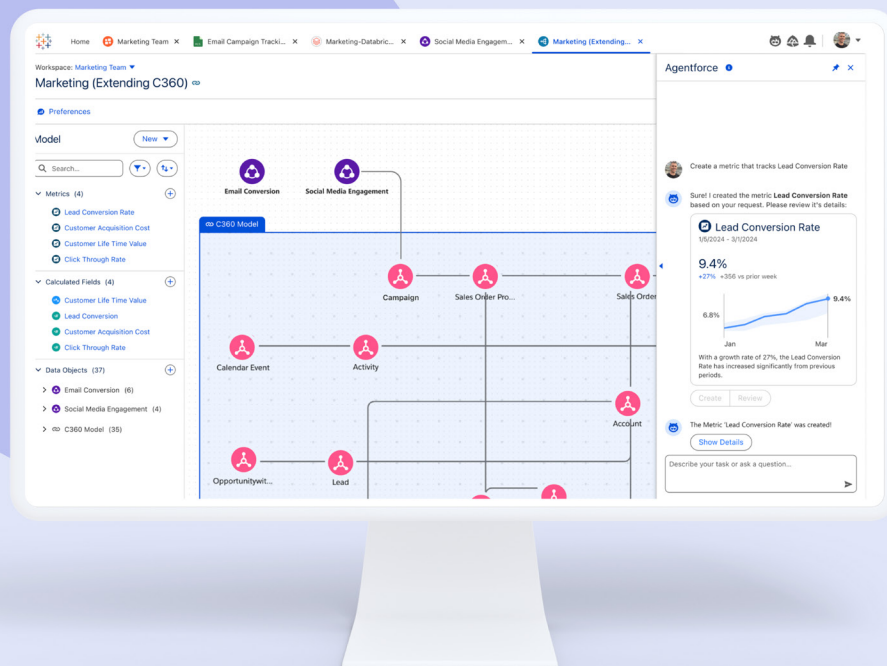 Home
Marketing Team
Email Campaign Tracki...
Marketing-Databric...
Social Media Engagem...
Marketing (Extending...
Workspace: Marketing Team
Marketing (Extending C360)
Preferences
Model
New
Search...
Metrics (4)
Lead Conversion Rate
Customer Acquisition Cost
Customer Life Time Value
Click Through Rate
Calculated Fields (4)
Customer Life Time Value
Lead Conversion
Customer Acquisition Cost
Click Through Rate
Data Objects (37)
Email Conversion (6)
Social Media Engagement (4)
C360 Model (35)
Email Conversion
Social Media Engagement
C360 Model
Campaign
Sales Order Pro...
Sales Order
Calendar Event
Activity
Account
Opportunitywit...
Lead
Agentforce
Create a metric that tracks Lead Conversion Rate
Sure! I created the metric Lead Conversion Rate
based on your request. Please review it's details:
Lead Conversion Rate
1/5/2024 - 3/1/2024
9.4%
+27% +356 vs prior week
9.4%
6.8%
Jan
Mar
With a growth rate of 27%, the Lead Conversion
Rate has increased significantly from previous
periods.
Create
Review
The Metric 'Lead Conversion Rate' was created!
Show Details
Describe your task or ask a question...